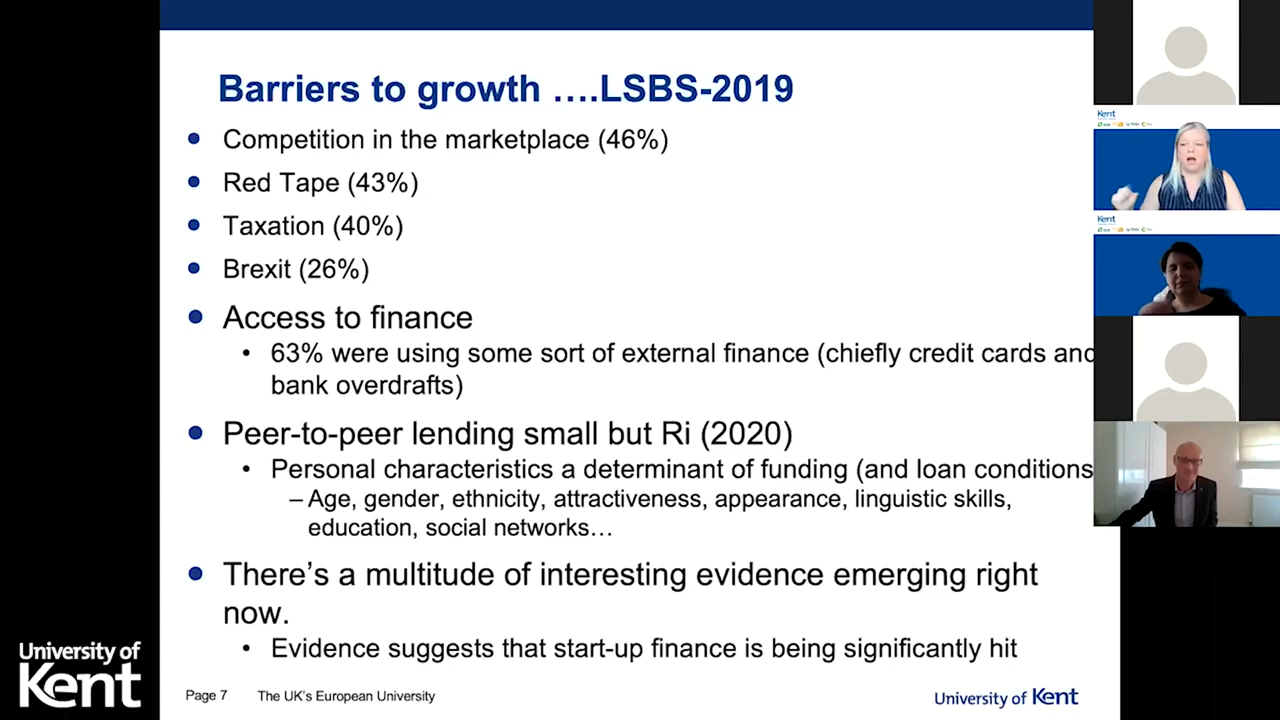 Barriers to growth ….LSBS-2019
Competition in the marketplace (46%)
Red Tape (43%)
Taxation (40%)
Brexit (26%)
Access to finance
63% were using some sort of external finance (chiefly credit cards and
bank overdrafts)
Peer-to-peer lending small but Ri (2020)
Personal characteristics a determinant of funding (and loan conditions
– Age, gender, ethnicity, attractiveness, appearance, linguistic skills,
education, social networks…
There’s a multitude of interesting evidence emerging right
now.
Evidence suggests that start-up finance is being significantly hit
Page 7 The UK’s European University
University of Kent
University of
Kent
Kent
Kent